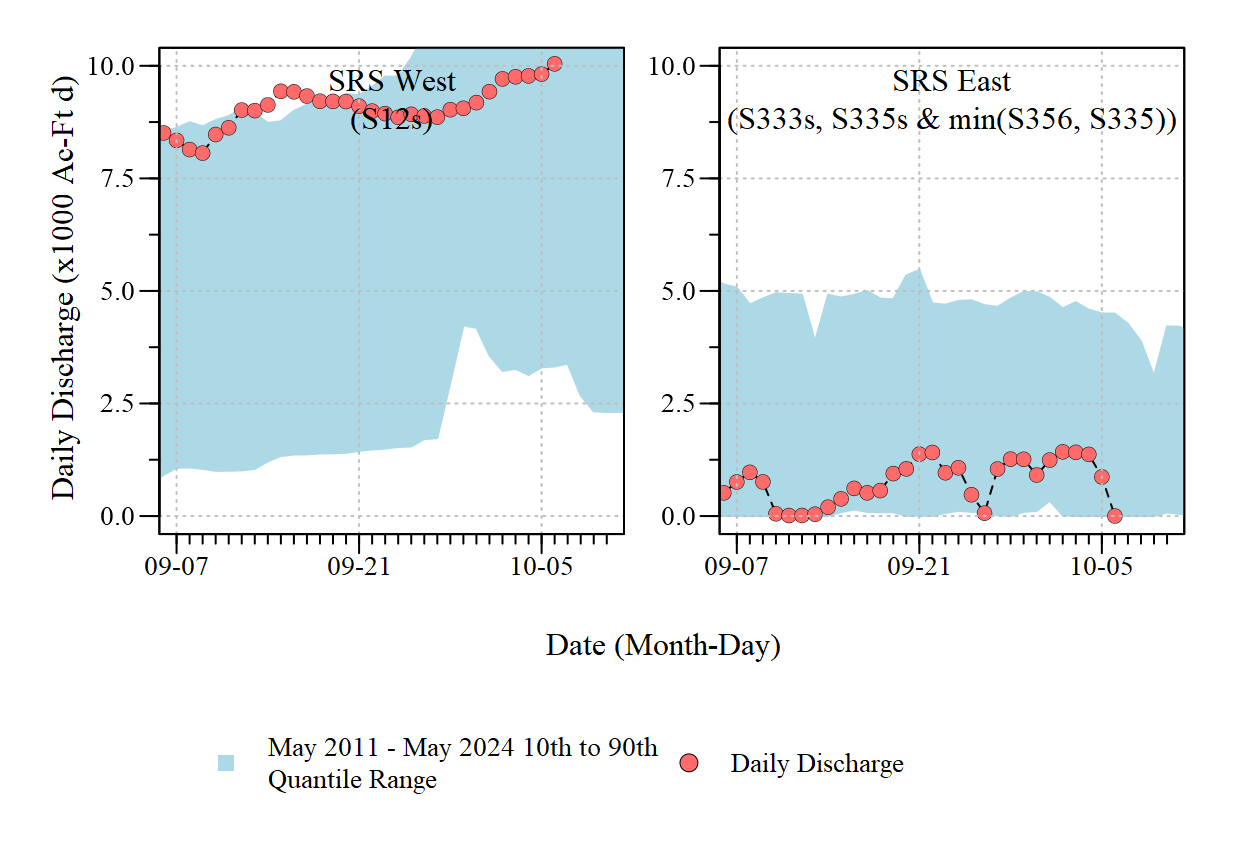 Daily Discharge (x1000 Ac-Ft d)
10.0
7.5
5.0
2.5
0.0
SRS West
(S12s)
09-07
09-21
10-05
10.0
7.5
5.0
2.5
0.0
SRS East
(S333s, S335s & min(S356, S335))
09-07
09-21
10-05
Date (Month-Day)
May 2011 - May 2024 10th to 90th
Quantile Range
Daily Discharge